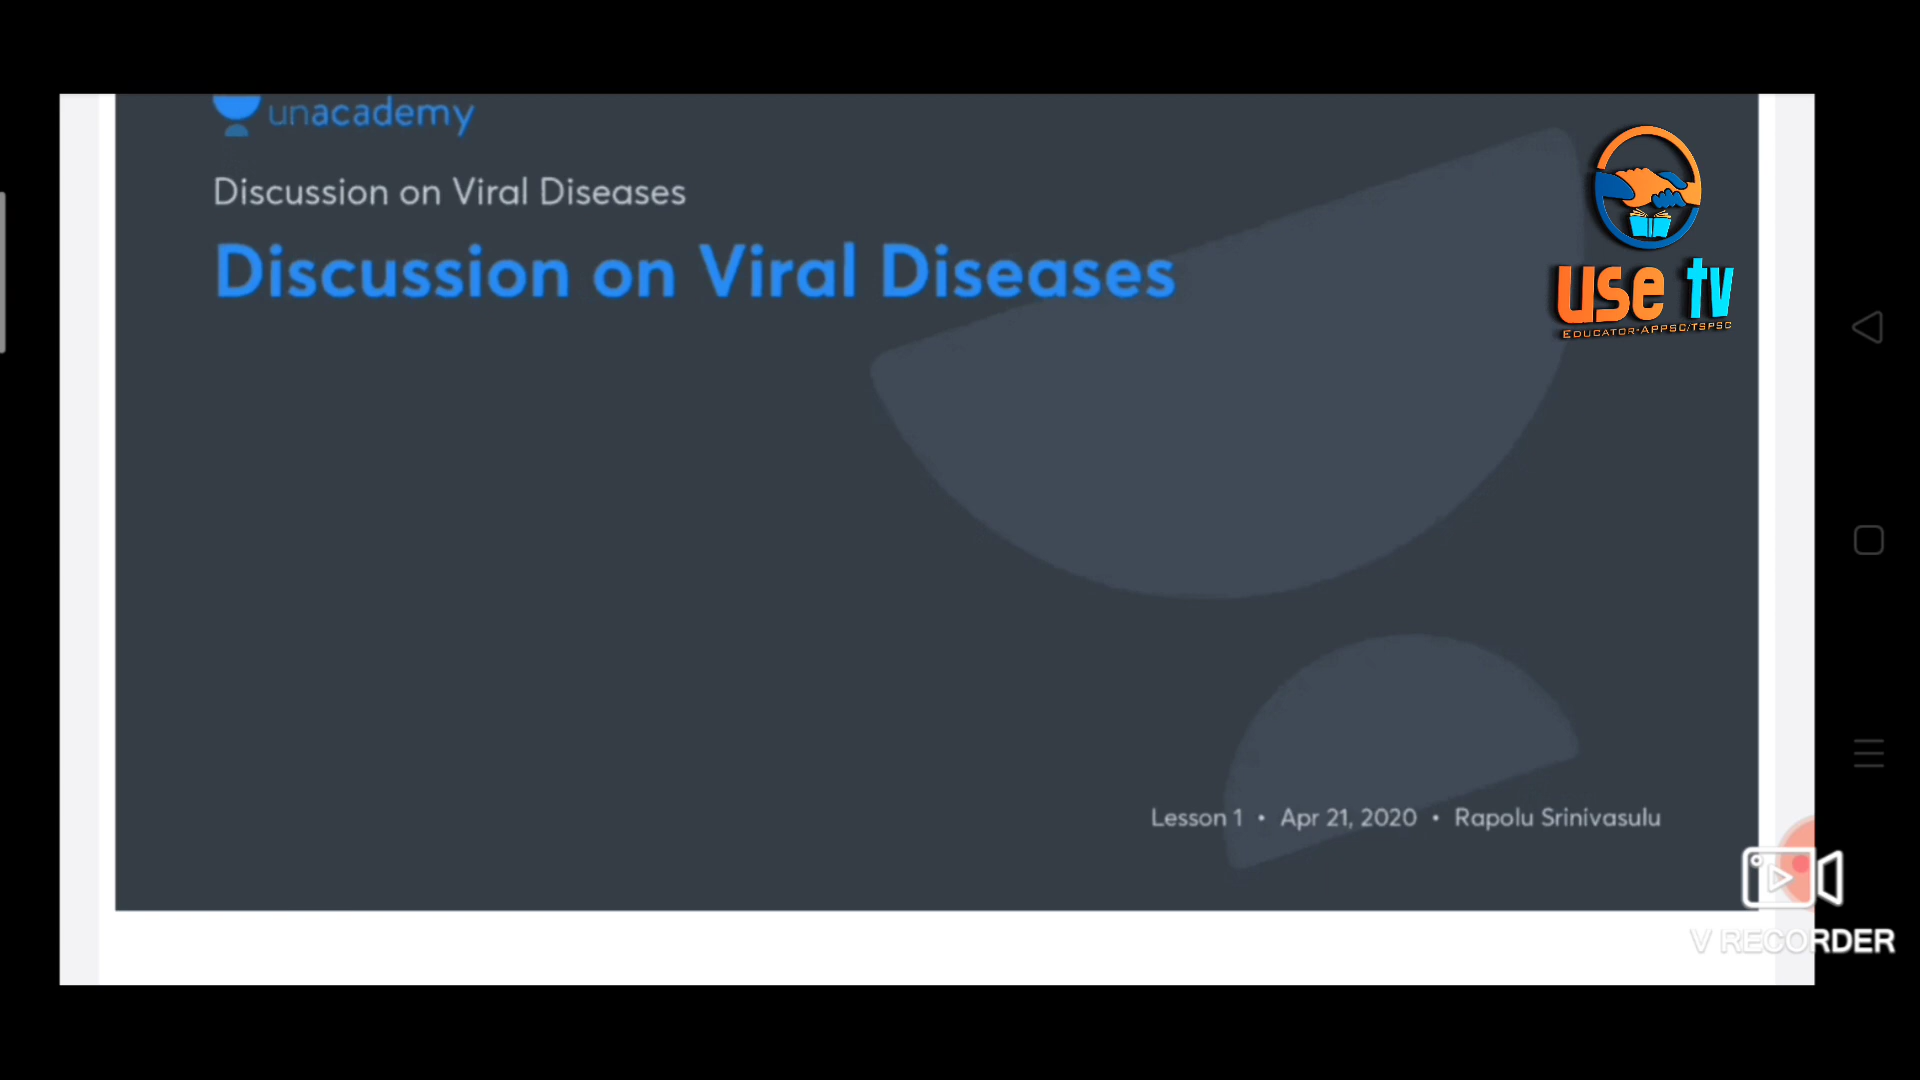 unacademy
Discussion on Viral Diseases
Discussion on Viral Diseases
use tv
EDUCATOR-APPSC/TSPSC
Lesson 1 • Apr 21, 2020 • Rapolu Srinivasulu
V RECORDER